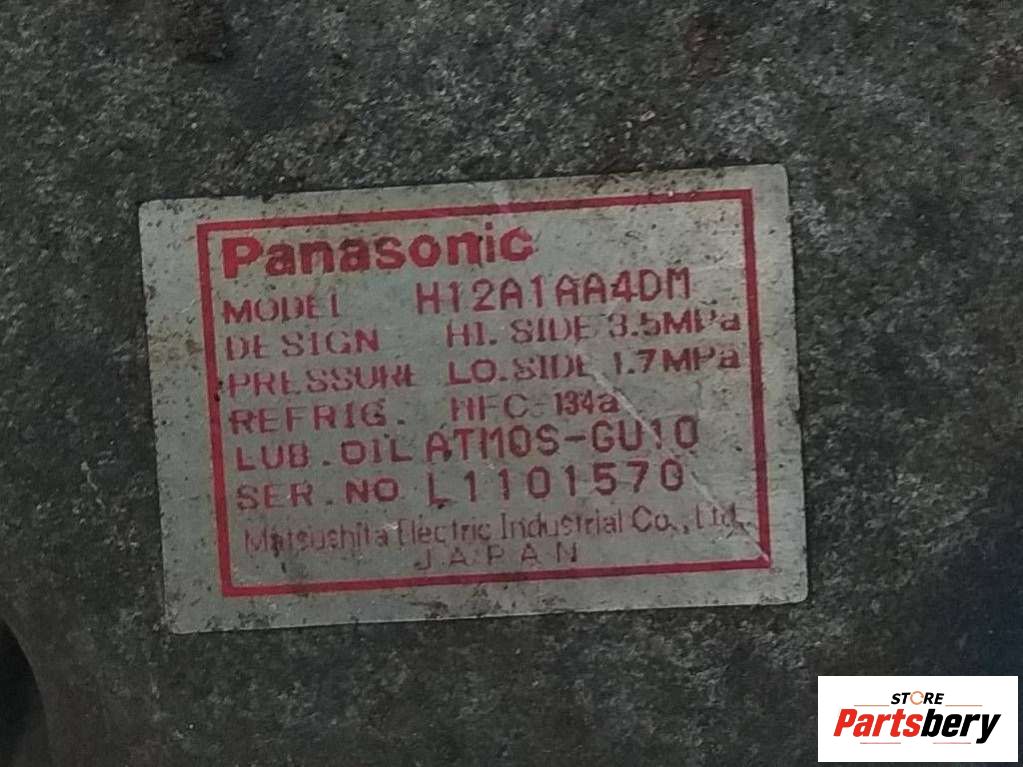 Panasonic
MODEL H12A1AA4DM
DESIGN HI.SIDE 3.5MPa
PRESSURE LO.SIDE 1.7MPa
REFRIG. HFC-134a
LUB.OIL ATMOS-GU10
SER.NO L1101570
Matsushita Electric Industrial Co.,Ltd.
JAPAN
STORE
Partsbery